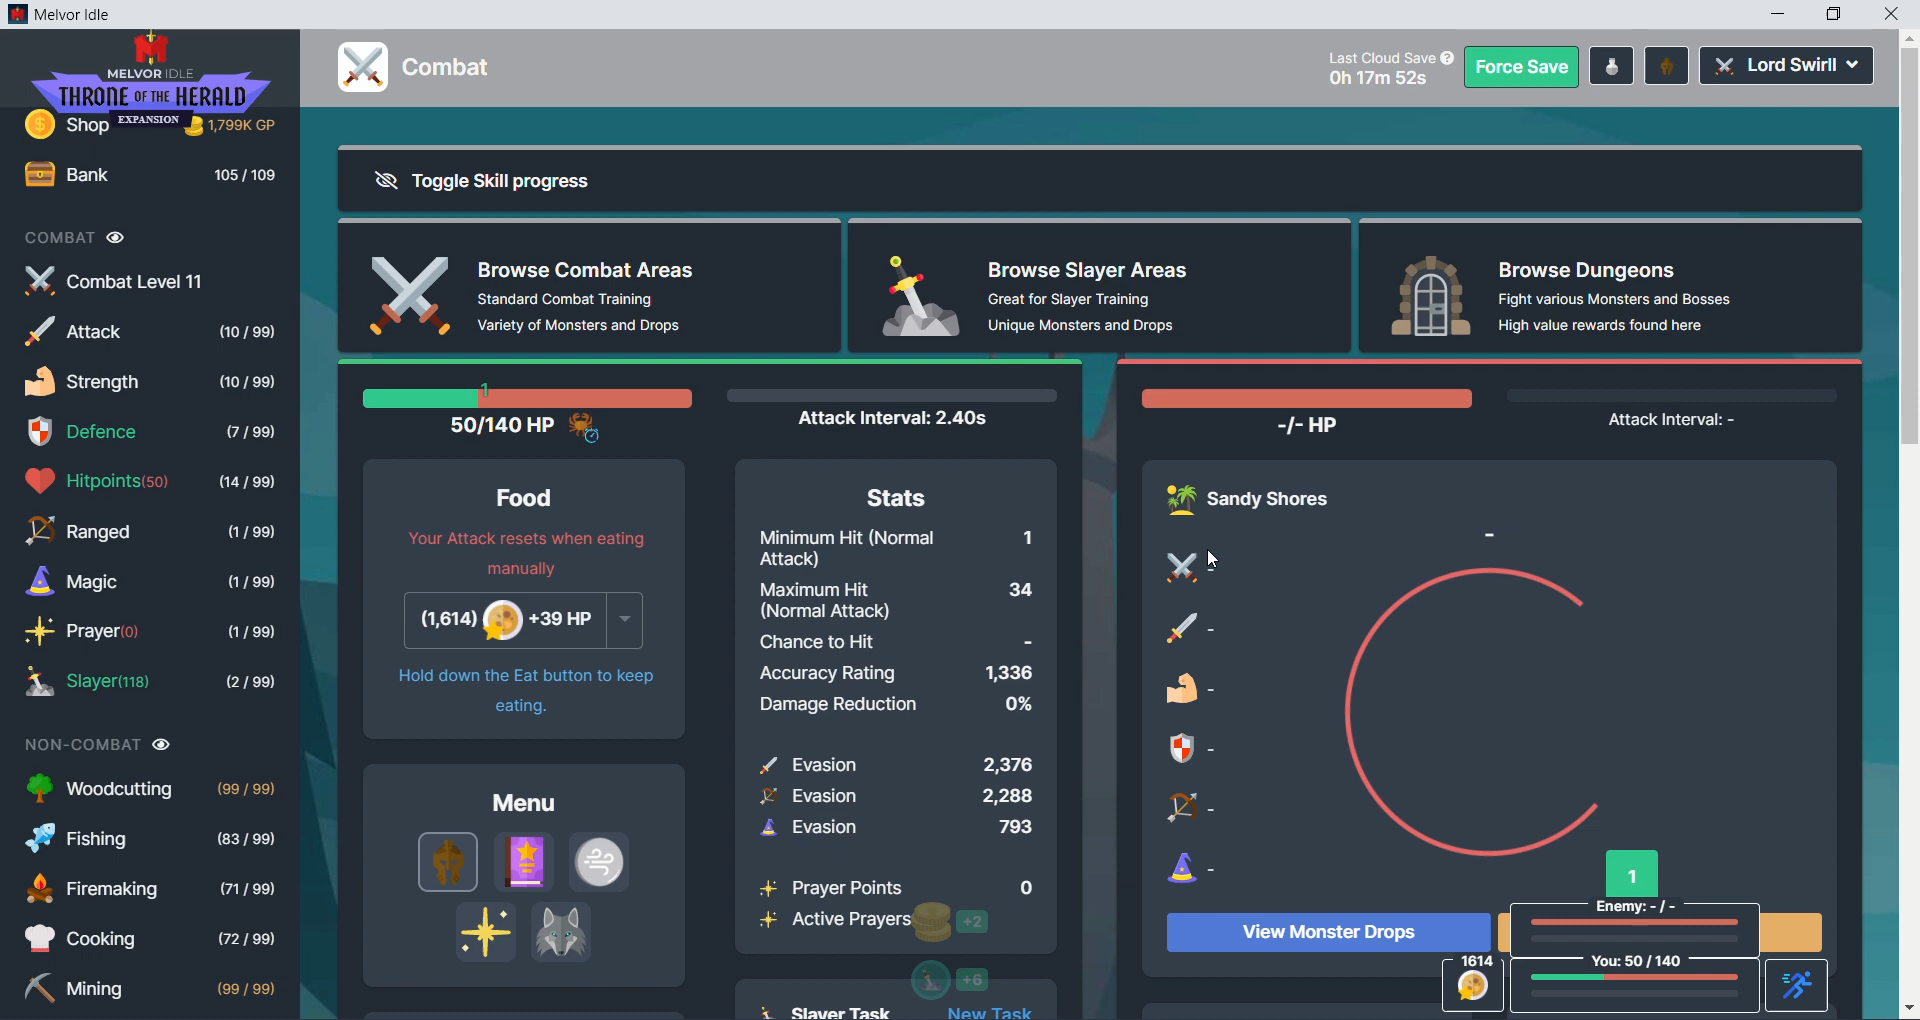 Melvor Idle
MELVOR IDLE
THRONE OF THE HERALD
EXPANSION
Shop 1,799K GP
Bank 105 / 109
COMBAT
Combat Level 11
Attack (10 / 99)
Strength (10 / 99)
Defence (7 / 99)
Hitpoints(50) (14 / 99)
Ranged (1 / 99)
Magic (1 / 99)
Prayer(0) (1 / 99)
Slayer(118) (2 / 99)
NON-COMBAT
Woodcutting (99 / 99)
Fishing (83 / 99)
Firemaking (71 / 99)
Cooking (72 / 99)
Mining (99 / 99)
Combat
Last Cloud Save ?
0h 17m 52s
Force Save
Lord Swirll
Toggle Skill progress
Browse Combat Areas
Standard Combat Training
Variety of Monsters and Drops
Browse Slayer Areas
Great for Slayer Training
Unique Monsters and Drops
Browse Dungeons
Fight various Monsters and Bosses
High value rewards found here
1
50/140 HP
Attack Interval: 2.40s
Food
Your Attack resets when eating
manually
(1,614) +39 HP
Hold down the Eat button to keep
eating.
Menu
Stats
Minimum Hit (Normal 1
Attack)
Maximum Hit 34
(Normal Attack)
Chance to Hit -
Accuracy Rating 1,336
Damage Reduction 0%
Evasion 2,376
Evasion 2,288
Evasion 793
Prayer Points 0
Active Prayers
+2
+6
Slayer Task New Task
-/- HP
Attack Interval: -
Sandy Shores
-
-
-
-
-
-
-
View Monster Drops
1
Enemy: - / -
1614
You: 50 / 140